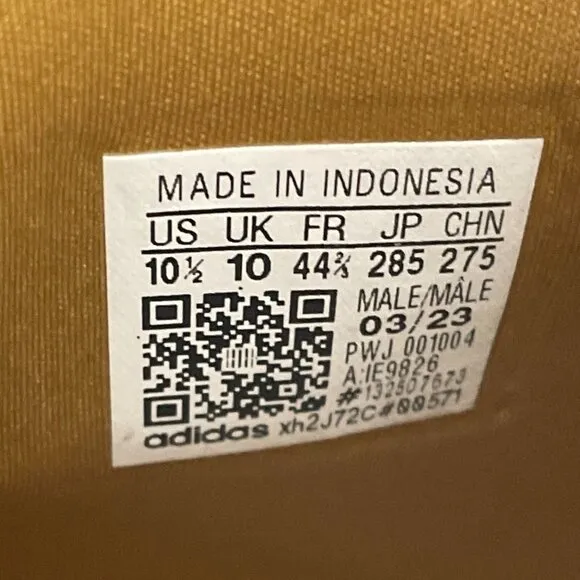 MADE IN INDONESIA
US UK FR JP CHN
10½ 10 44⅔ 285 275
MALE/MÂLE
03/23
PWJ 001004
A:IE9826
#132507673
adidas xh2J72C#00571